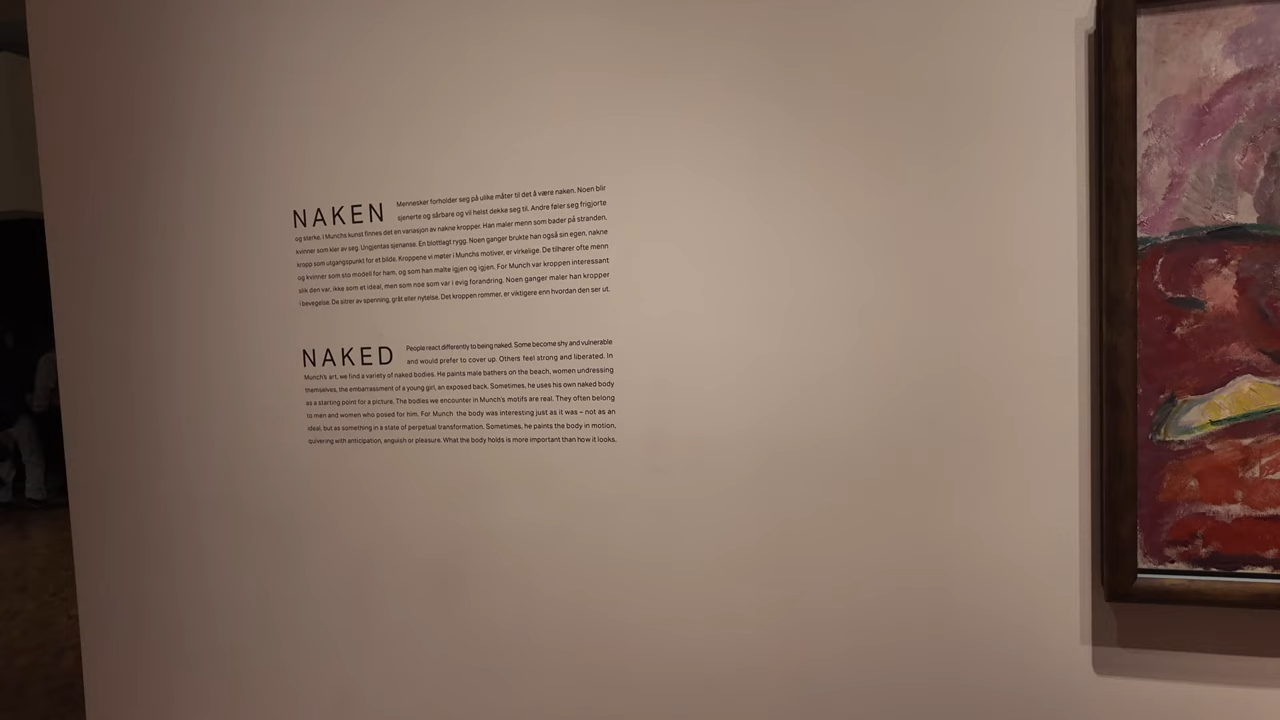 NAKEN Mennesker forholder seg på ulike måter til det å være naken. Noen blir
sjenerte og sårbare og vil helst dekke seg til. Andre føler seg frigjorte
og sterke. I Munchs kunst finnes det en variasjon av nakne kropper. Han maler menn som bader på stranden,
kvinner som kler av seg. Ungjentas sjenanse. En blottlagt rygg. Noen ganger brukte han også sin egen, nakne
kropp som utgangspunkt for et bilde. Kroppene vi møter i Munchs motiver, er virkelige. De tilhører ofte menn
og kvinner som sto modell for ham, og som han malte igjen og igjen. For Munch var kroppen interessant
slik den var, ikke som et ideal, men som noe som var i evig forandring. Noen ganger maler han kropper
i bevegelse. De sitrer av spenning, gråt eller nytelse. Det kroppen rommer, er viktigere enn hvordan den ser ut.
NAKED People react differently to being naked. Some become shy and vulnerable
and would prefer to cover up. Others feel strong and liberated. In
Munch's art, we find a variety of naked bodies. He paints male bathers on the beach, women undressing
themselves, the embarrassment of a young girl, an exposed back. Sometimes, he uses his own naked body
as a starting point for a picture. The bodies we encounter in Munch's motifs are real. They often belong
to men and women who posed for him. For Munch the body was interesting just as it was – not as an
ideal, but as something in a state of perpetual transformation. Sometimes, he paints the body in motion,
quivering with anticipation, anguish or pleasure. What the body holds is more important than how it looks.